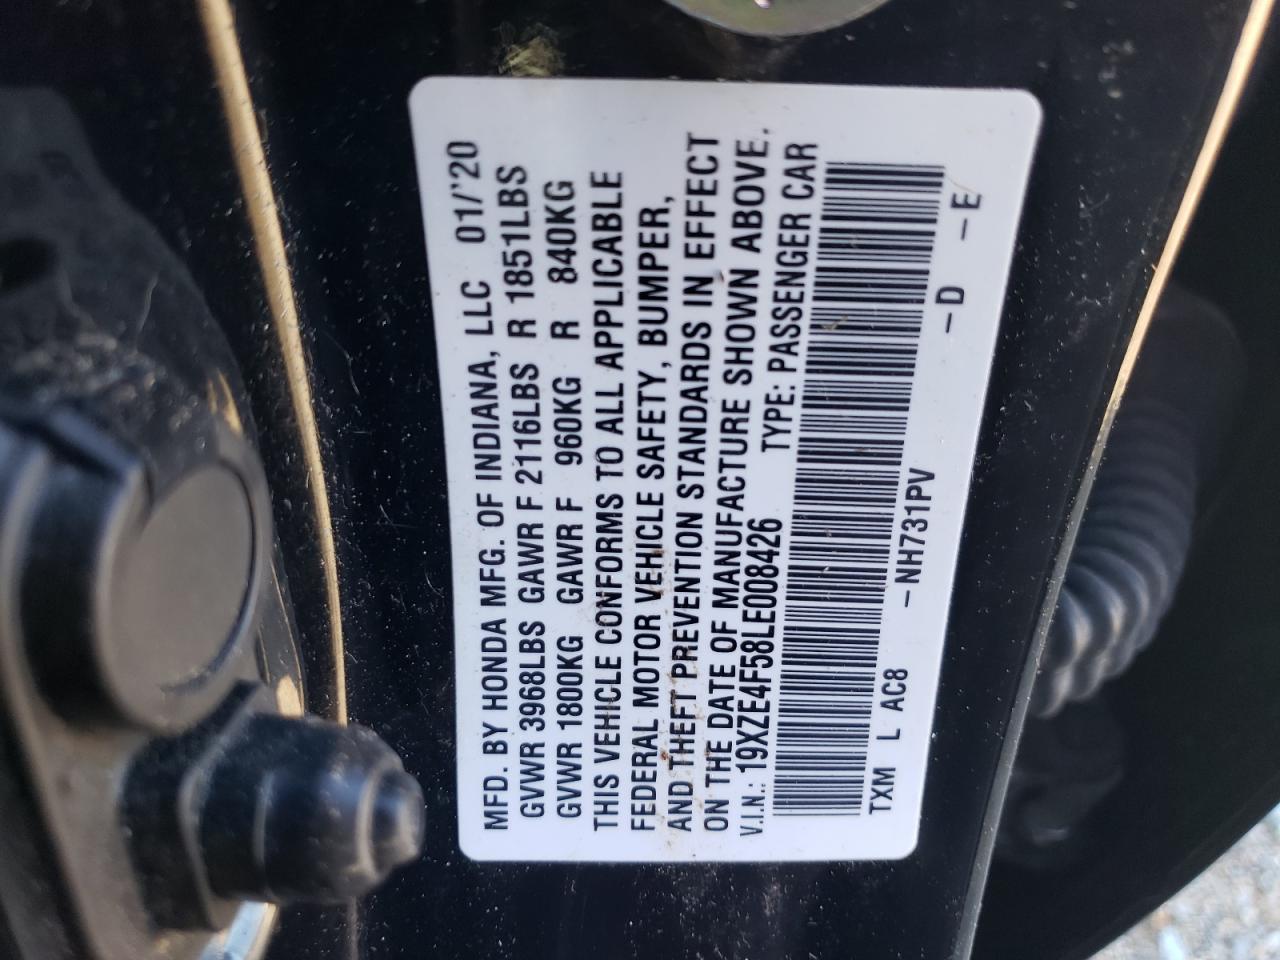 MFD. BY HONDA MFG. OF INDIANA, LLC 01/'20
GVWR 3968LBS GAWR F 2116LBS R 1851LBS
GVWR 1800KG GAWR F 960KG R 840KG
THIS VEHICLE CONFORMS TO ALL APPLICABLE
FEDERAL MOTOR VEHICLE SAFETY, BUMPER,
AND THEFT PREVENTION STANDARDS IN EFFECT
ON THE DATE OF MANUFACTURE SHOWN ABOVE.
V.I.N.: 19XZE4F58LE008426 TYPE: PASSENGER CAR
TXM L AC8 – NH731PV – D – E